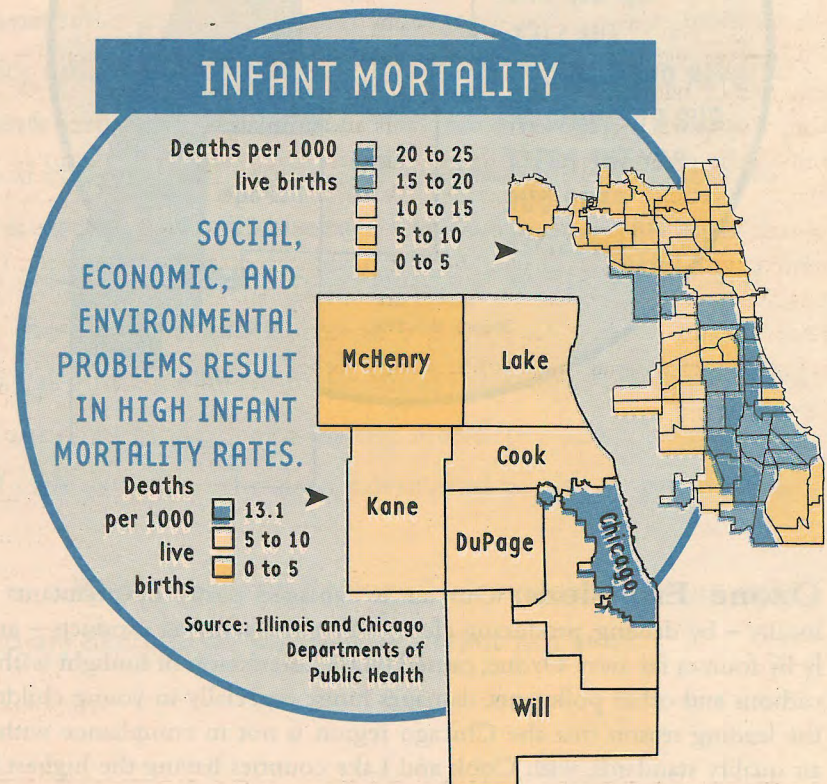 INFANT MORTALITY
Deaths per 1000
live births
20 to 25
15 to 20
10 to 15
5 to 10
0 to 5
SOCIAL,
ECONOMIC, AND
ENVIRONMENTAL
PROBLEMS RESULT
IN HIGH INFANT
MORTALITY RATES.
Deaths
per 1000
live
births
13.1
5 to 10
0 to 5
Source: Illinois and Chicago
Departments of
Public Health
McHenry
Lake
Cook
Kane
DuPage
Chicago
Will